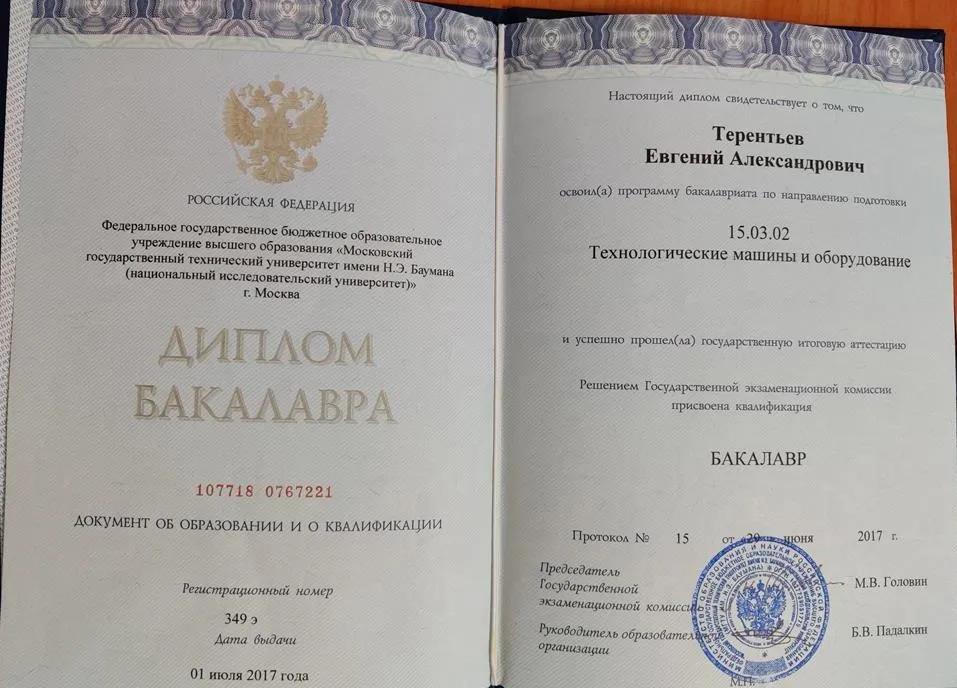 РОССИЙСКАЯ ФЕДЕРАЦИЯ
Федеральное государственное бюджетное образовательное
учреждение высшего образования «Московский
государственный технический университет имени Н.Э. Баумана
(национальный исследовательский университет)»
г. Москва
ДИПЛОМ
БАКАЛАВРА
107718 0767221
ДОКУМЕНТ ОБ ОБРАЗОВАНИИ И О КВАЛИФИКАЦИИ
Регистрационный номер
349 э
Дата выдачи
01 июля 2017 года
Настоящий диплом свидетельствует о том, что
Терентьев
Евгений Александрович
освоил(а) программу бакалавриата по направлению подготовки
15.03.02
Технологические машины и оборудование
и успешно прошел(ла) государственную итоговую аттестацию
Решением Государственной экзаменационной комиссии
присвоена квалификация
БАКАЛАВР
Протокол № 15 от «29» июня 2017 г.
Председатель
Государственной
экзаменационной комиссии
М.В. Головин
Руководитель образовательной
организации
Б.В. Падалкин
М.П.